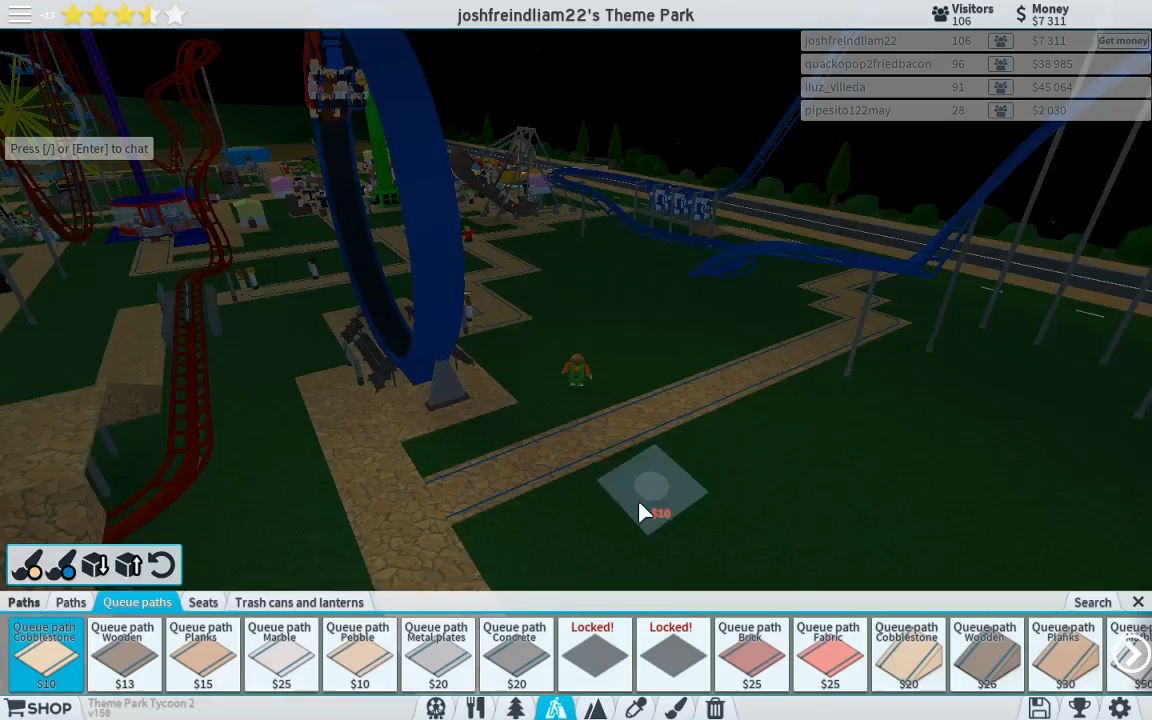 <13
joshfreindliam22's Theme Park
Visitors
106
Money
$7 311
joshfreindliam22 106 $7 311 Get money
quackopop2friedbacon 96 $38 985
lluz_villeda 91 $45 064
pipesito122may 28 $2 030
Press [/] or [Enter] to chat
$10
Paths Paths Queue paths Seats Trash cans and lanterns Search
Queue path Cobblestone $10
Queue path Wooden $13
Queue path Planks $15
Queue path Marble $25
Queue path Pebble $10
Queue path Metal plates $20
Queue path Concrete $20
Locked!
Locked!
Queue path Brick $25
Queue path Fabric $25
Queue path Cobblestone $20
Queue path Wooden $26
Queue path Planks $30
SHOP
Theme Park Tycoon 2
v158